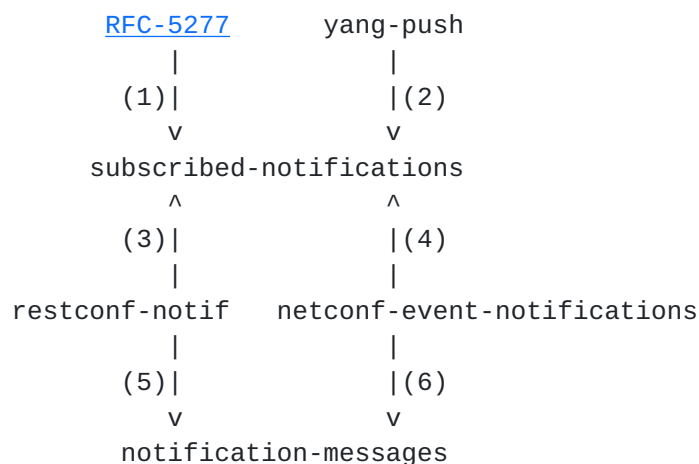 RFC-5277 yang-push
| |
(1)| |(2)
v v
subscribed-notifications
^ ^
(3)| |(4)
| |
restconf-notif netconf-event-notifications
| |
(5)| |(6)
v v
notification-messages